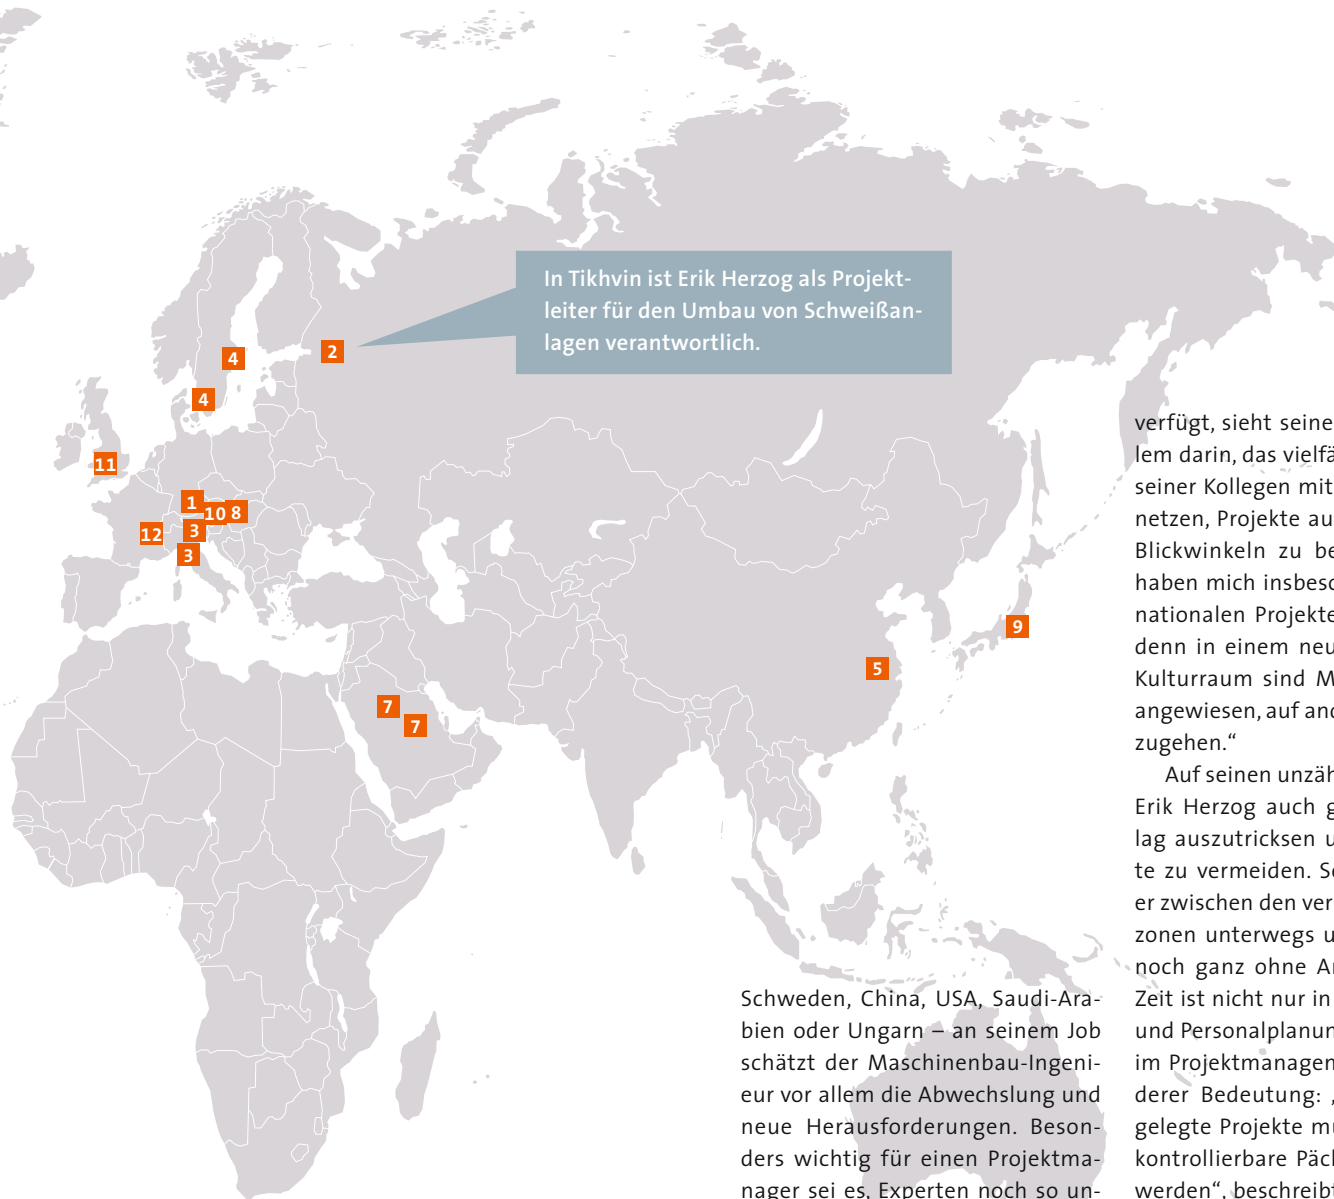 In Tikhvin ist Erik Herzog als Projekt-
leiter für den Umbau von Schweißan-
lagen verantwortlich.
2
4
4
11
1
10
8
12
3
3
9
5
7
7
Schweden, China, USA, Saudi-Ara-
bien oder Ungarn – an seinem Job
schätzt der Maschinenbau-Ingeni-
eur vor allem die Abwechslung und
neue Herausforderungen. Beson-
ders wichtig für einen Projektma-
nager sei es, Experten noch so un-
verfügt, sieht seine
lem darin, das vielfä
seiner Kollegen mit
netzen, Projekte au
Blickwinkeln zu be
haben mich insbesc
nationalen Projekte
denn in einem neu
Kulturraum sind M
angewiesen, auf and
zugehen.“
Auf seinen unzäh
Erik Herzog auch g
lag auszutricksen u
te zu vermeiden. Se
er zwischen den ver
zonen unterwegs u
noch ganz ohne Ar
Zeit ist nicht nur in
und Personalplanun
im Projektmanagen
derer Bedeutung: „
gelegte Projekte mu
kontrollierbare Päcl
werden“, beschreibt